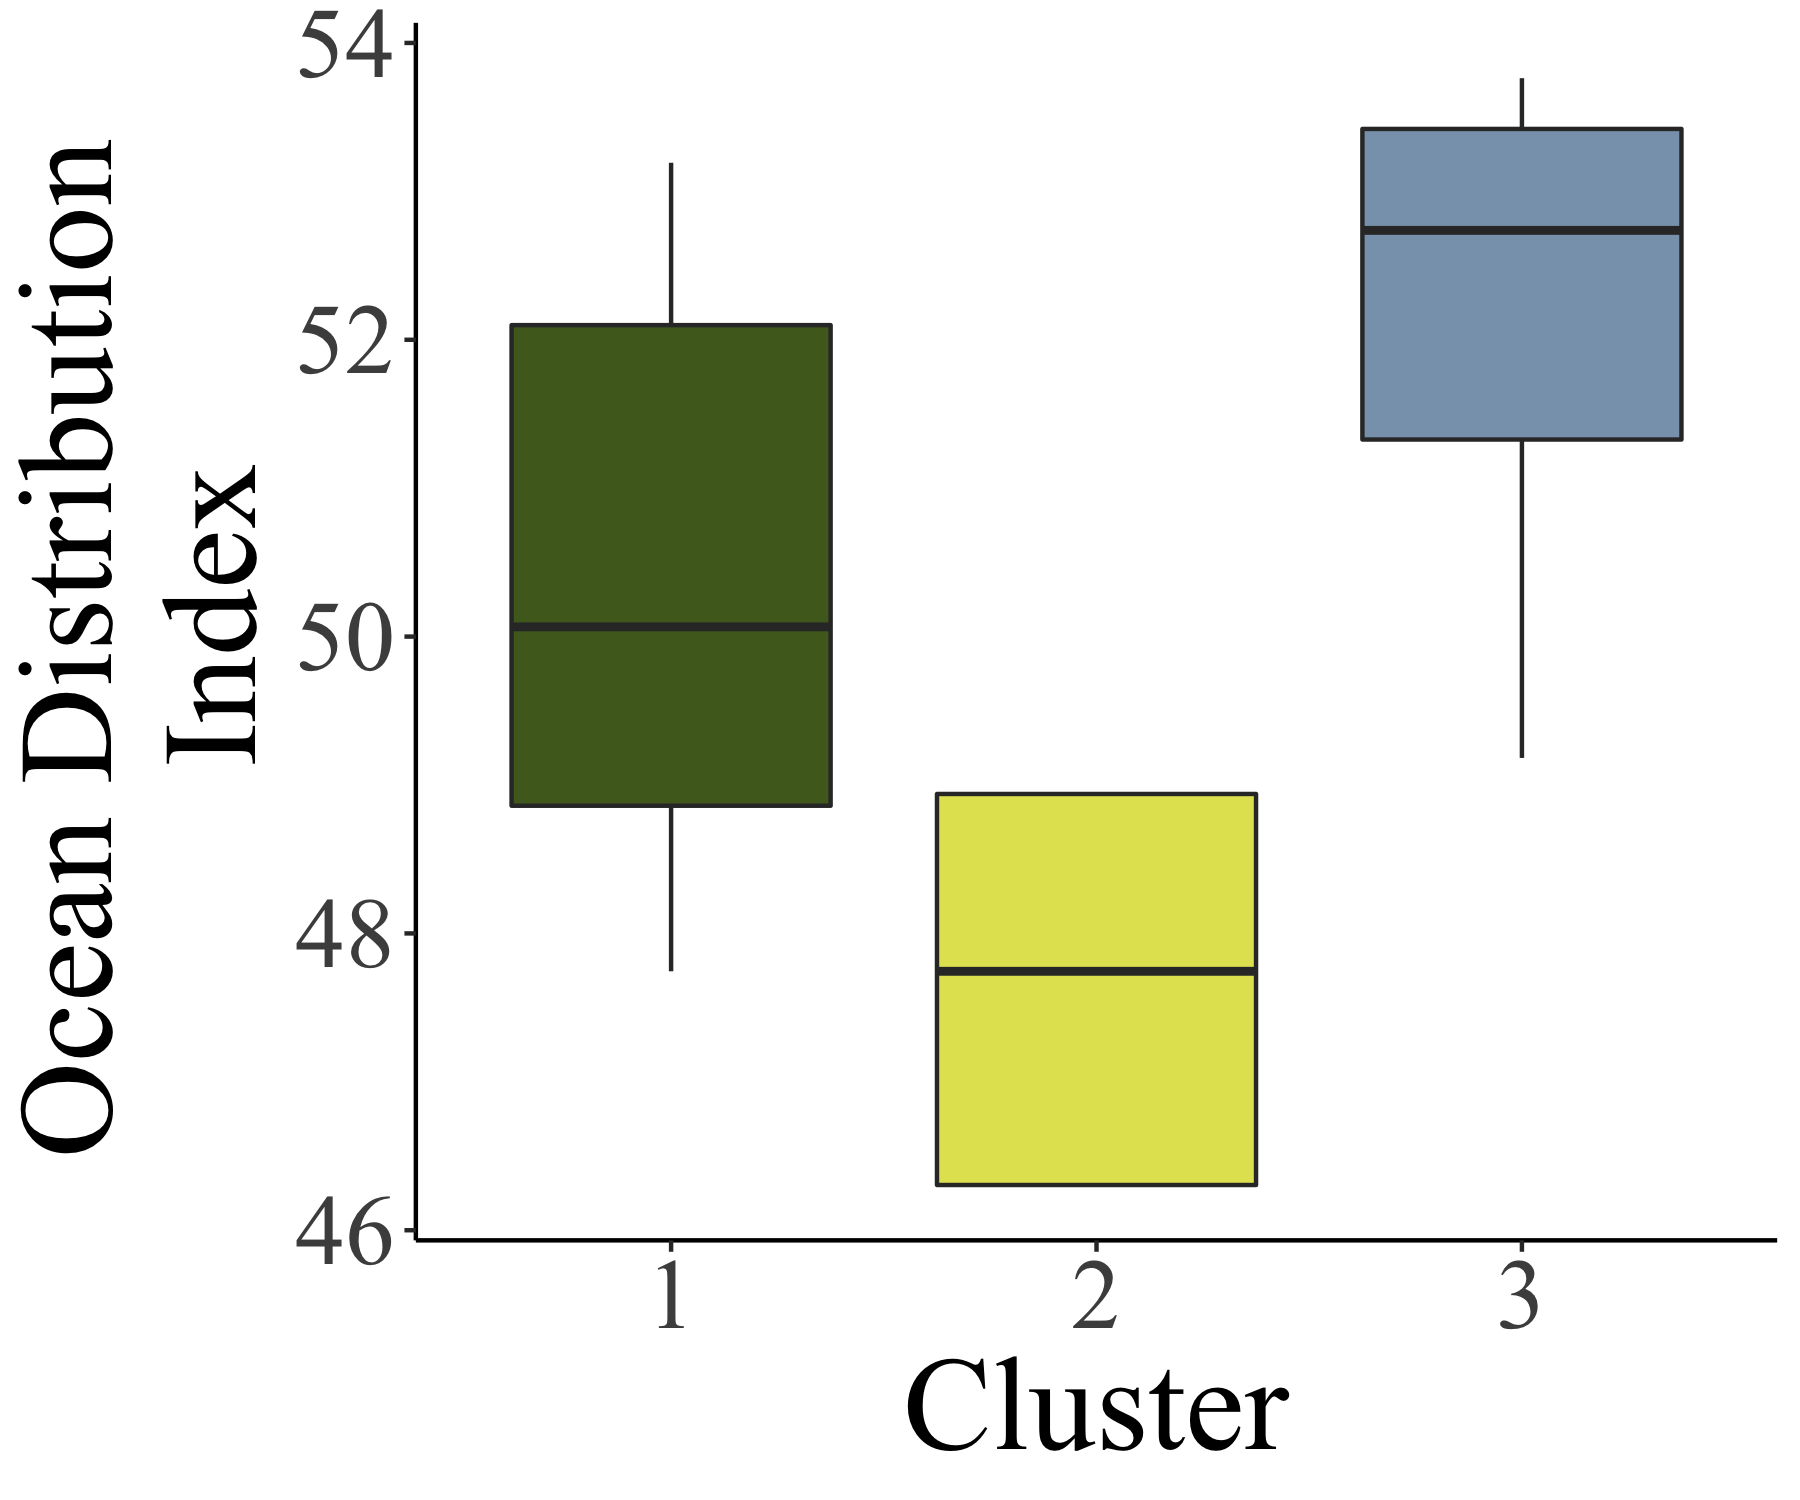 Ocean Distribution
Index
54
52
50
48
46
1 2 3
Cluster